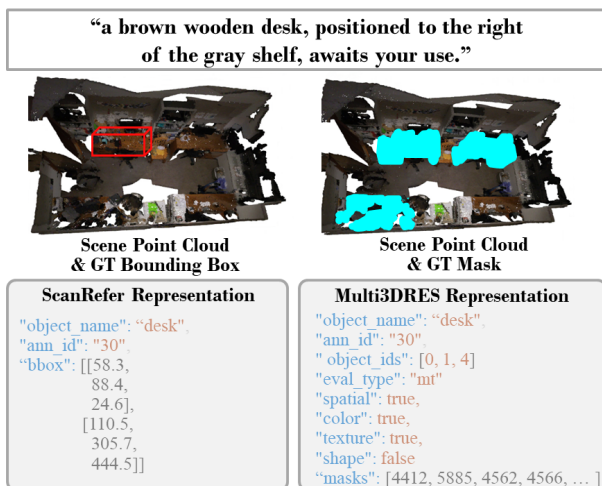 “a brown wooden desk, positioned to the right
of the gray shelf, awaits your use.”
Scene Point Cloud
& GT Bounding Box
Scene Point Cloud
& GT Mask
ScanRefer Representation
"object_name": “desk”,
"ann_id": "30",
“bbox": [[58.3,
88.4,
24.6],
[110.5,
305.7,
444.5]]
Multi3DRES Representation
"object_name": “desk”,
"ann_id": "30",
" object_ids": [0, 1, 4]
"eval_type": "mt"
"spatial": true,
"color": true,
"texture": true,
"shape": false
“masks": [4412, 5885, 4562, 4566, … ]